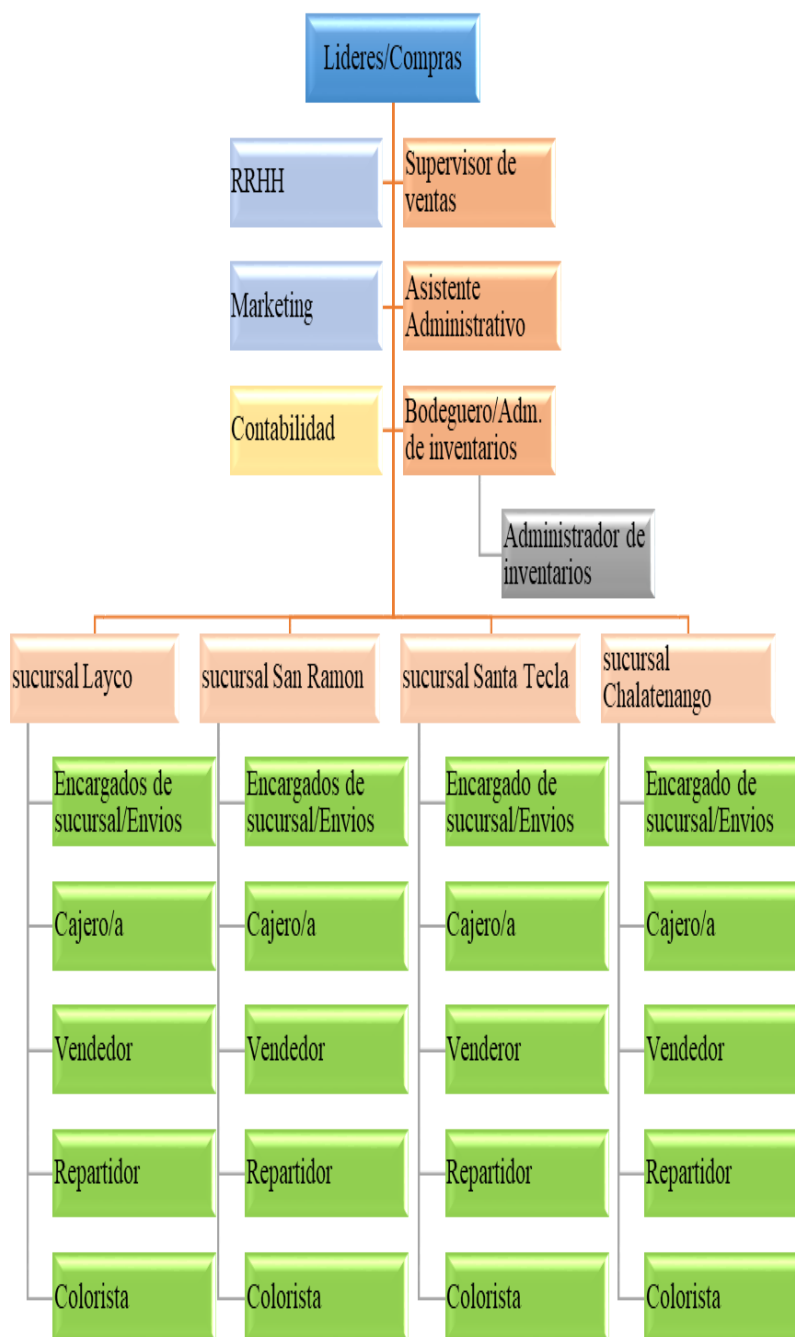 Lideres/Compras
RRHH
Supervisor de
ventas
Marketing
Asistente
Administrativo
Contabilidad
Bodeguero/Adm.
de inventarios
Administrador de
inventarios
sucursal Layco
sucursal San Ramon
sucursal Santa Tecla
sucursal
Chalatenango
Encargados de
sucursal/Envios
Encargados de
sucursal/Envios
Encargado de
sucursal/Envios
Encargado de
sucursal/Envios
Cajero/a
Cajero/a
Cajero/a
Cajero/a
Vendedor
Vendedor
Venderor
Vendedor
Repartidor
Repartidor
Repartidor
Repartidor
Colorista
Colorista
Colorista
Colorista